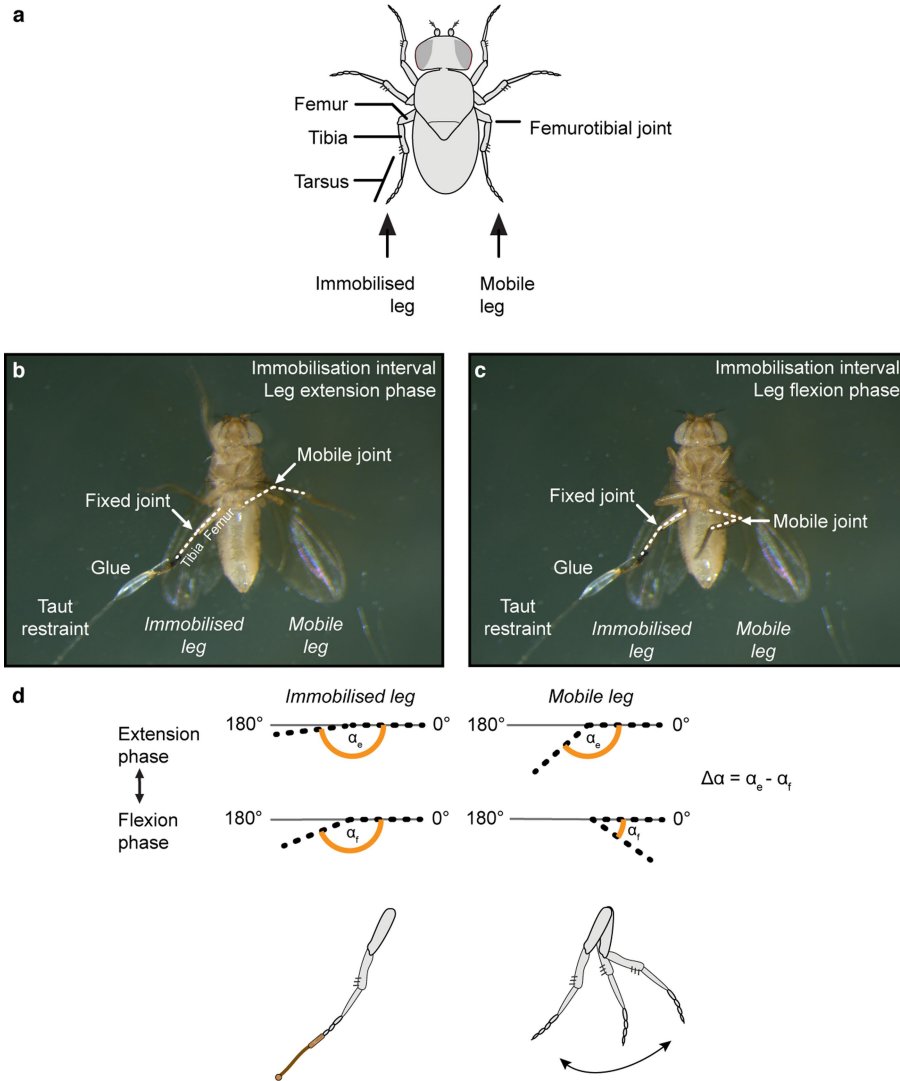 a
Femur
Tibia
Tarsus
Femurotibial joint
Immobilised
leg
Mobile
leg
b
Immobilisation interval
Leg extension phase
Mobile joint
Fixed joint
Tibia Femur
Glue
Taut
restraint
Immobilised
leg
Mobile
leg
c
Immobilisation interval
Leg flexion phase
Fixed joint
Mobile joint
Glue
Taut
restraint
Immobilised
leg
Mobile
leg
d
Immobilised leg
Mobile leg
Extension
phase
180° 0°
αe
180° 0°
αe
Δα = αe - αf
Flexion
phase
180° 0°
αf
180° 0°
αf